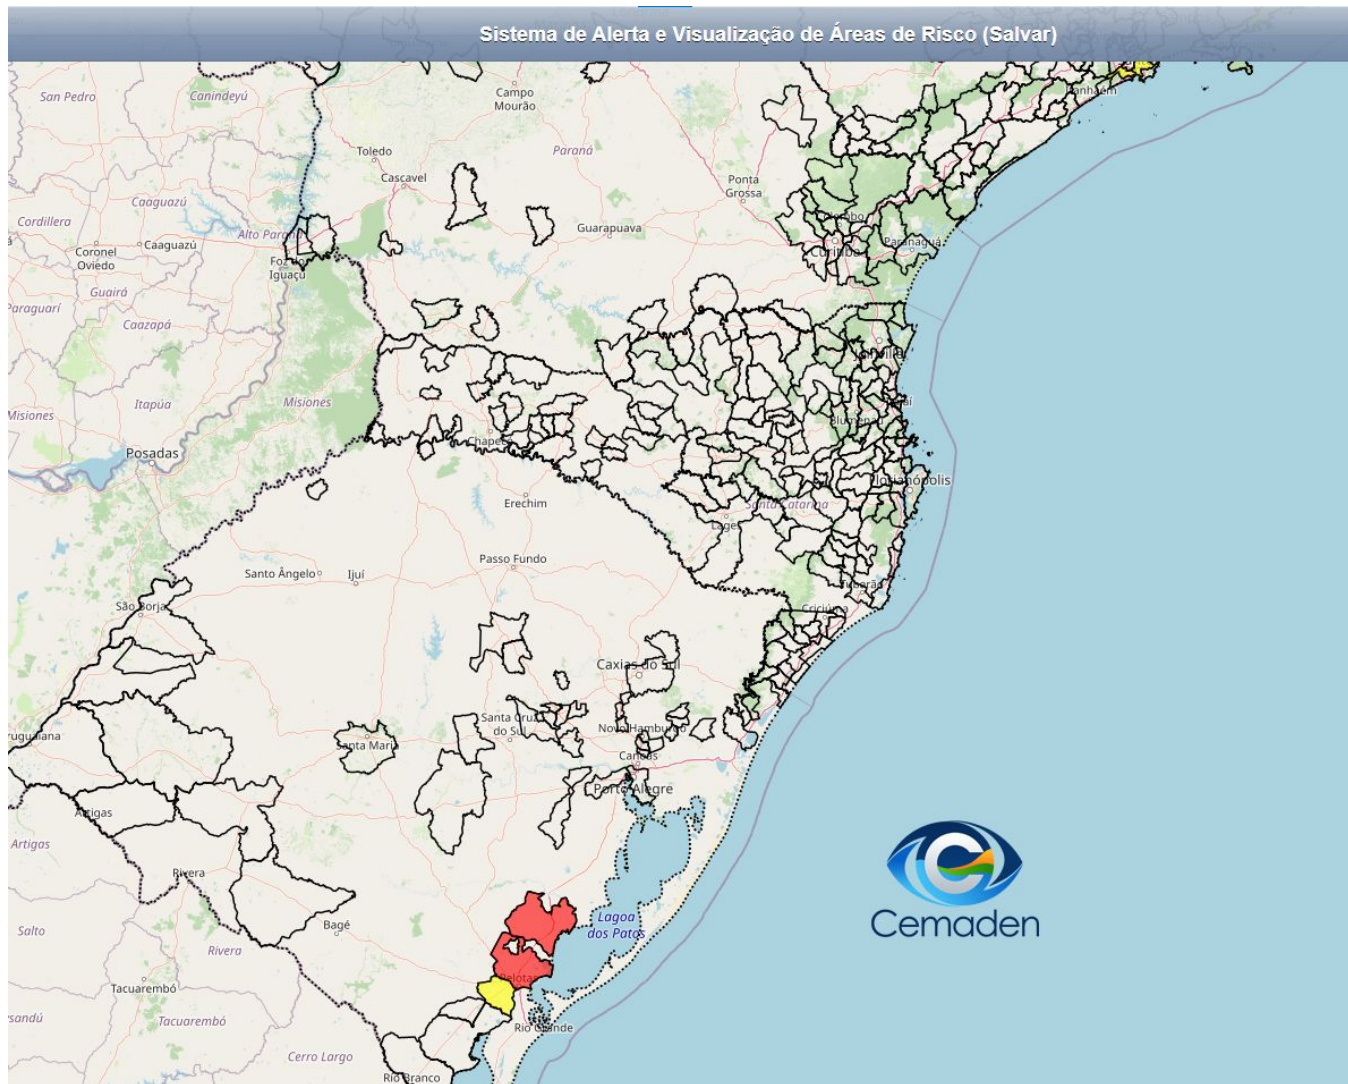 Sistema de Alerta e Visualização de Áreas de Risco (Salvar)
San Pedro
Canindeyú
Campo
Mourão
Toledo
Paraná
Cascavel
Ponta
Grossa
Caaguazú
Cordillera
Alto Paraná
Coronel
Oviedo
Caaguazú
Guarapuava
Paranaguá
Curitiba
Foz do
Iguaçu
Guairá
Paraguarí
Caazapá
Joinville
Misiones
Itapúa
Misiones
Blumenau
Chapecó
Posadas
Florianópolis
Erechim
Santa Catarina
Lages
Passo Fundo
Santo Ângelo
Ijuí
Tubarão
São Borja
Criciúma
Caxias do Sul
Santa Cruz
do Sul
Novo Hamburgo
Santa Maria
Canoas
Porto Alegre
Artigas
Artigas
Rivera
Cemaden
Lagoa
dos Patos
Bagé
Salto
Rivera
Pelotas
Tacuarembó
Tacuarembó
Rio Grande
Cerro Largo
Río Branco